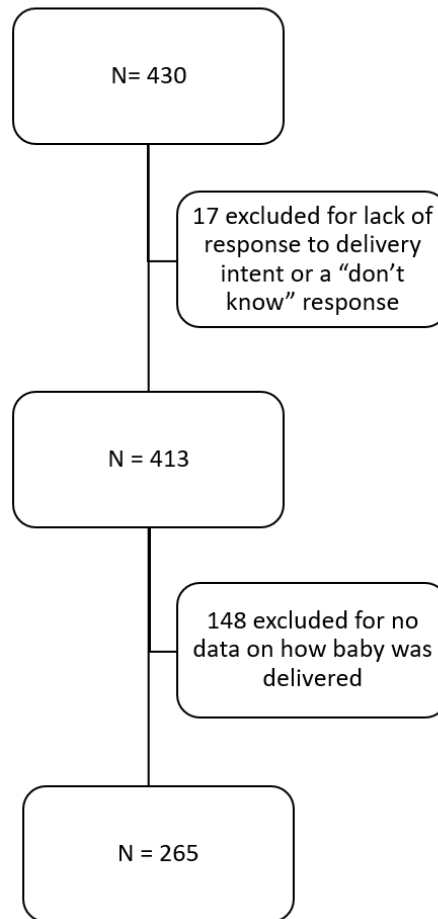 N= 430
17 excluded for lack of
response to delivery
intent or a “don’t
know” response
N = 413
148 excluded for no
data on how baby was
delivered
N = 265